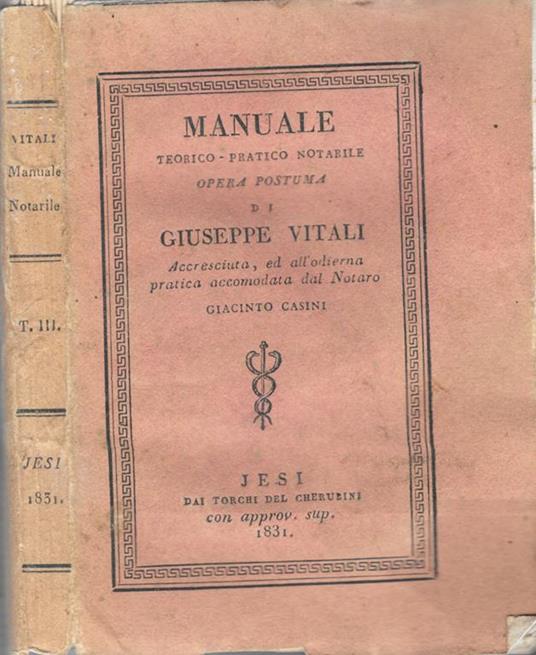 VITALI
Manuale
Notarile
T. III.
JESI
1831.
MANUALE
TEORICO - PRATICO NOTARILE
OPERA POSTUMA
DI
GIUSEPPE VITALI
Accresciuta, ed all'odierna
pratica accomodata dal Notaro
GIACINTO CASINI
JESI
DAI TORCHI DEL CHERUBINI
con approv. sup.
1831.